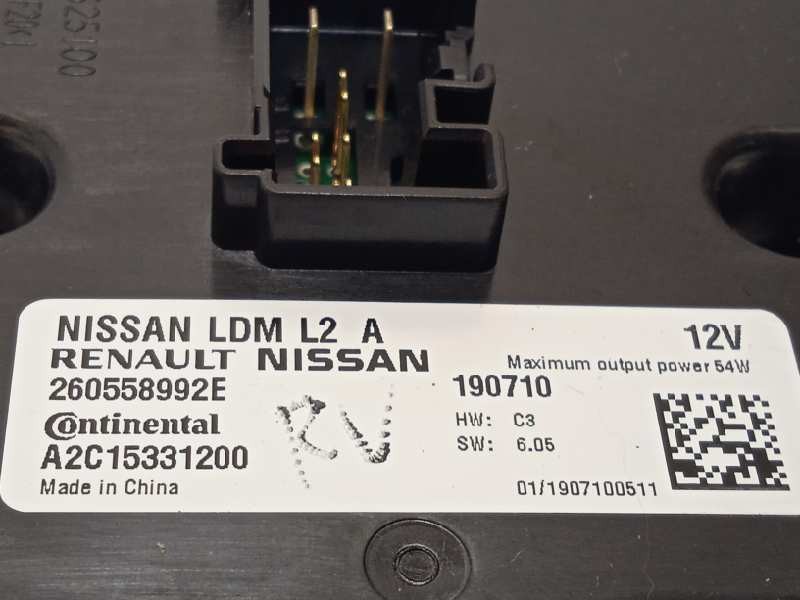 NISSAN LDM L2 A
12V
RENAULT NISSAN
Maximum output power 54W
260558992E
190710
Continental
HW: C3
A2C15331200
SW: 6.05
RV
Made in China
01/1907100511